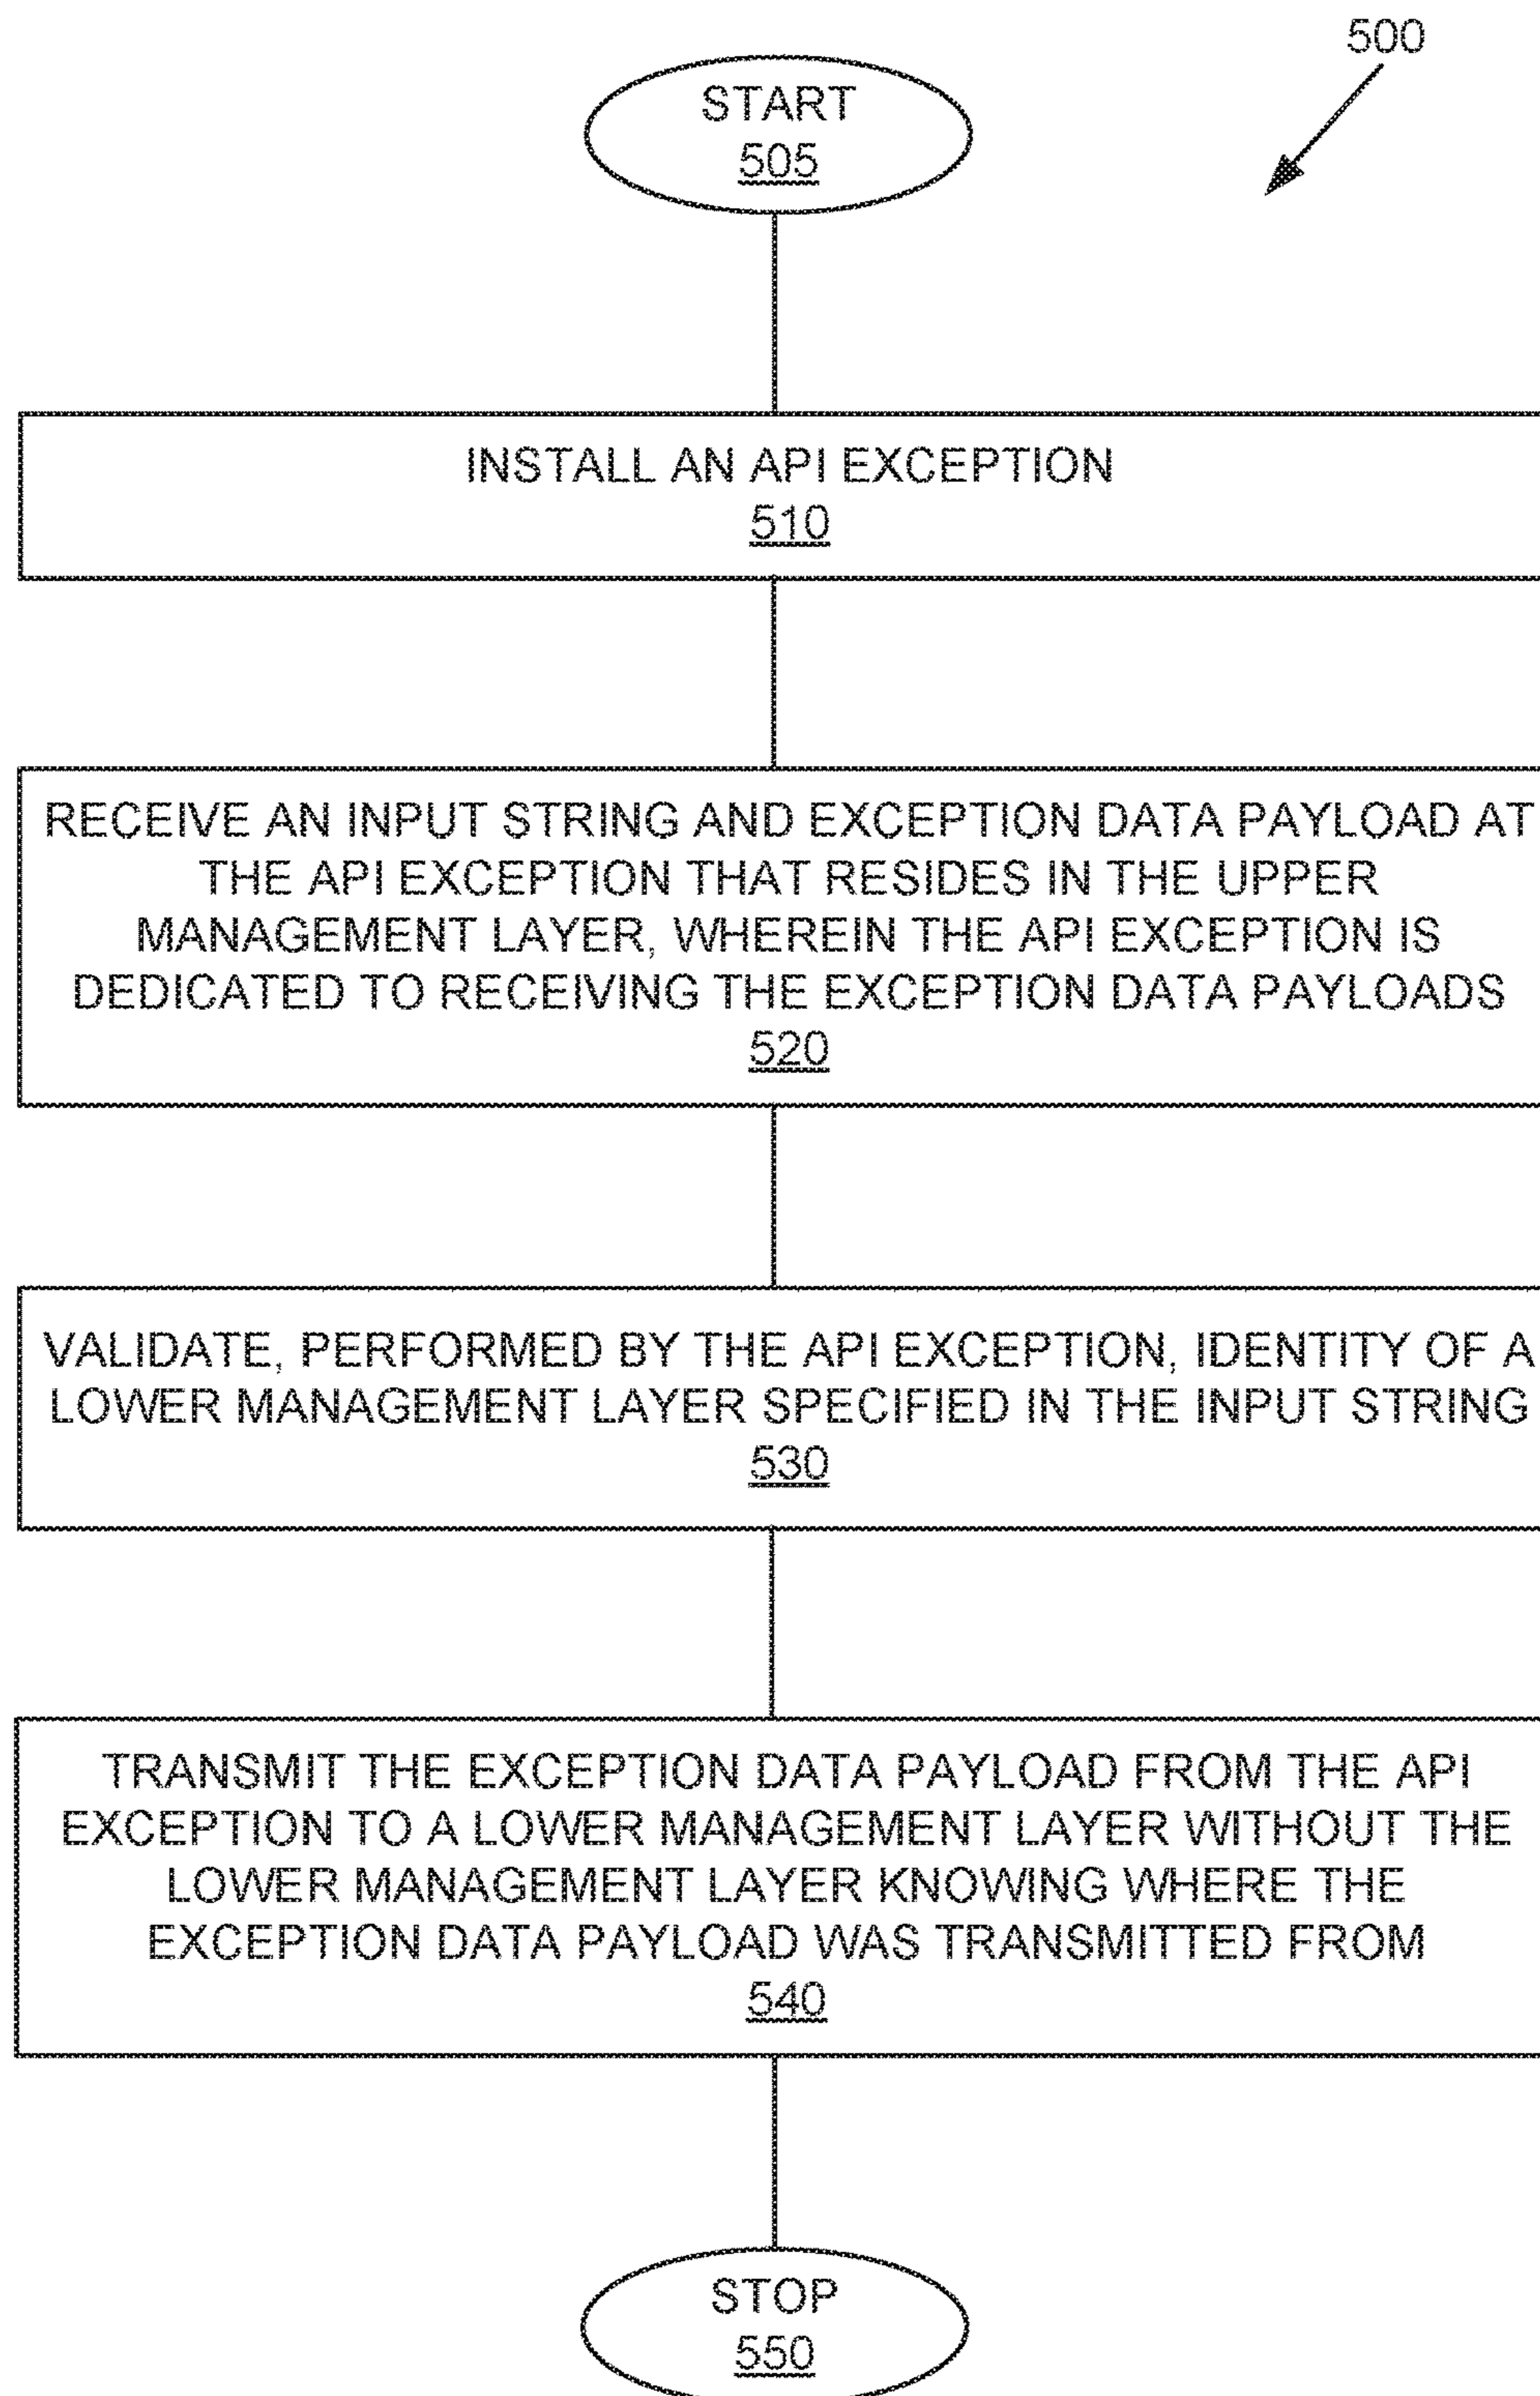 500
START
505
INSTALL AN API EXCEPTION
510
RECEIVE AN INPUT STRING AND EXCEPTION DATA PAYLOAD AT
THE API EXCEPTION THAT RESIDES IN THE UPPER
MANAGEMENT LAYER, WHEREIN THE API EXCEPTION IS
DEDICATED TO RECEIVING THE EXCEPTION DATA PAYLOADS
520
VALIDATE, PERFORMED BY THE API EXCEPTION, IDENTITY OF A
LOWER MANAGEMENT LAYER SPECIFIED IN THE INPUT STRING
530
TRANSMIT THE EXCEPTION DATA PAYLOAD FROM THE API
EXCEPTION TO A LOWER MANAGEMENT LAYER WITHOUT THE
LOWER MANAGEMENT LAYER KNOWING WHERE THE
EXCEPTION DATA PAYLOAD WAS TRANSMITTED FROM
540
STOP
550